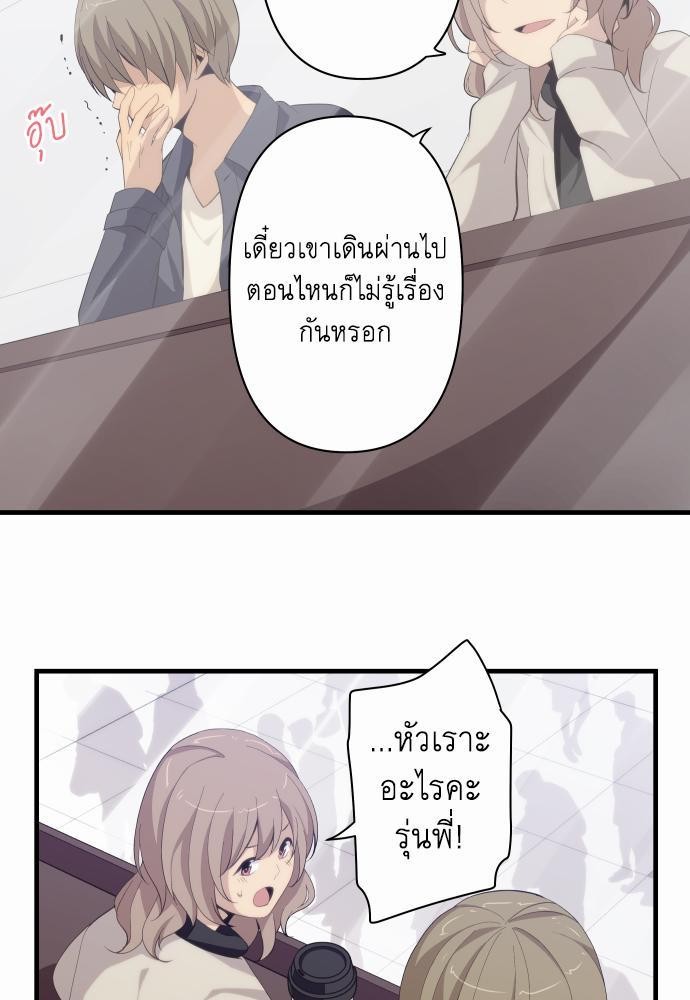 อุ๊บ
เดี๋ยวเขาเดินผ่านไป
ตอนไหนก็ไม่รู้เรื่อง
กันหรอก
...หัวเราะ
อะไรคะ
รุ่นพี่!